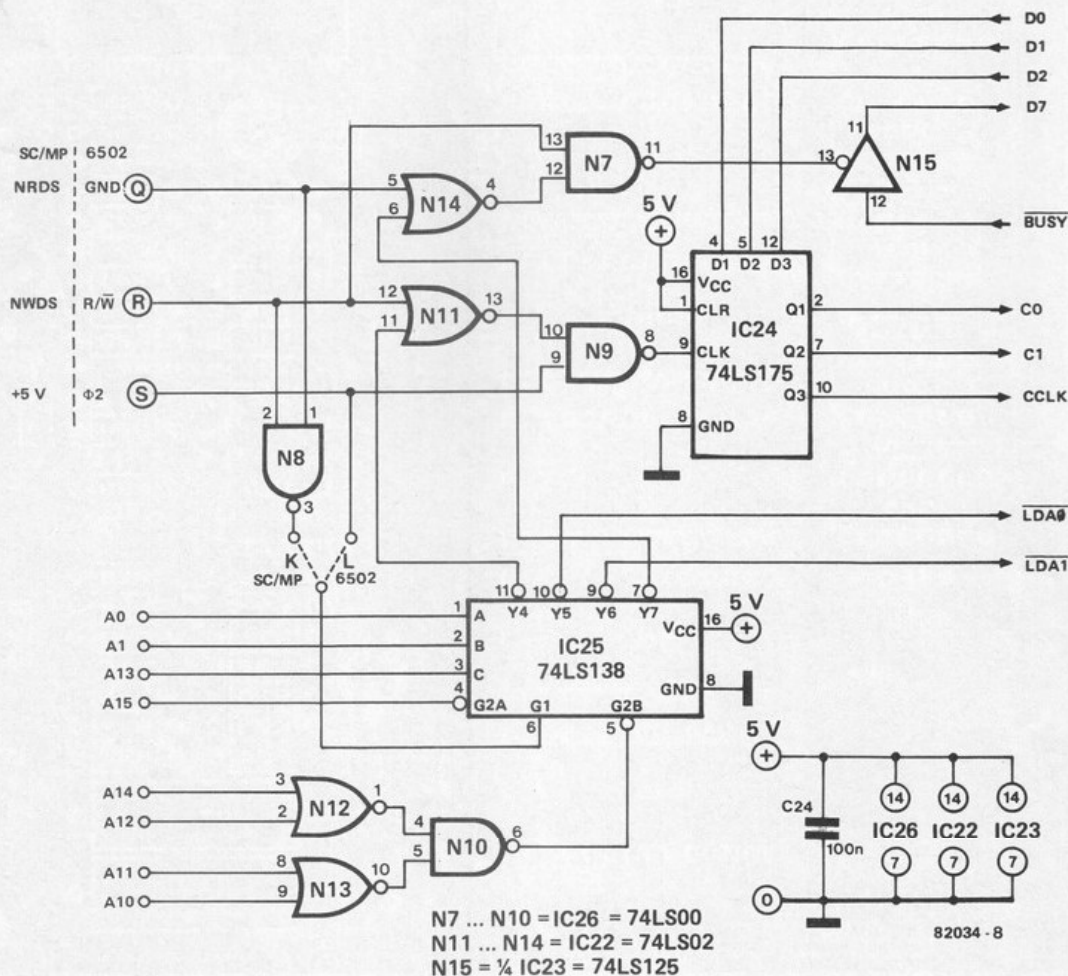 D0
D1
D2
D7
BUSY
SC/MP 6502
NRDS GND Q
NWDS R/W R
+5 V Φ2 S
5 6 N14 4
13 12 N7 11
13 N15 11 12
12 11 N11 13
10 9 N9 8
5 V
+
4 5 12
D1 D2 D3
16 VCC
1 CLR
9 CLK
8 GND
IC24
74LS175
Q1 2
Q2 7
Q3 10
C0
C1
CCLK
2 1
N8
3
K L
SC/MP 6502
LDA0
LDA1
11 10 9 7
Y4 Y5 Y6 Y7
A0 1 A
A1 2 B
A13 3 C
A15 4 G2A
IC25
74LS138
VCC 16
5 V
+
GND 8
G1 G2B
6 5
A14 3
A12 2
N12 1
A11 8
A10 9
N13 10
4 5 N10 6
5 V
+
C24
100n
14 14 14
IC26 IC22 IC23
7 7 7
0
82034 - 8
N7 ... N10 = IC26 = 74LS00
N11 ... N14 = IC22 = 74LS02
N15 = ¼ IC23 = 74LS125